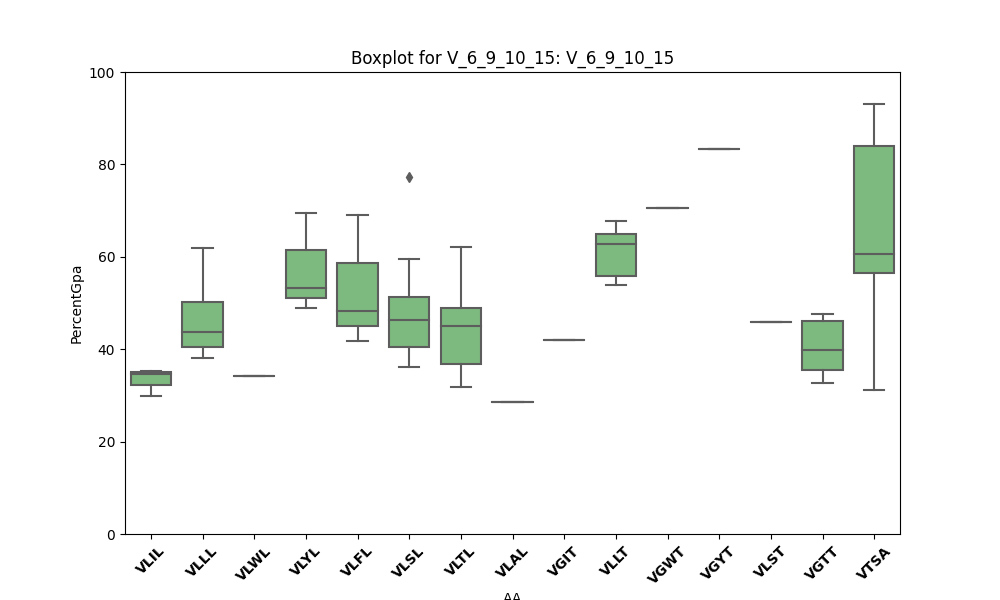 Boxplot for V_6_9_10_15: V_6_9_10_15
100
80
60
40
20
0
PercentGpa
VLIL VLLL VLWL VLYL VLFL VLSL VLTL VLAL VGIT VLLT VGWT VGYT VLST VGTT VTSA
AA